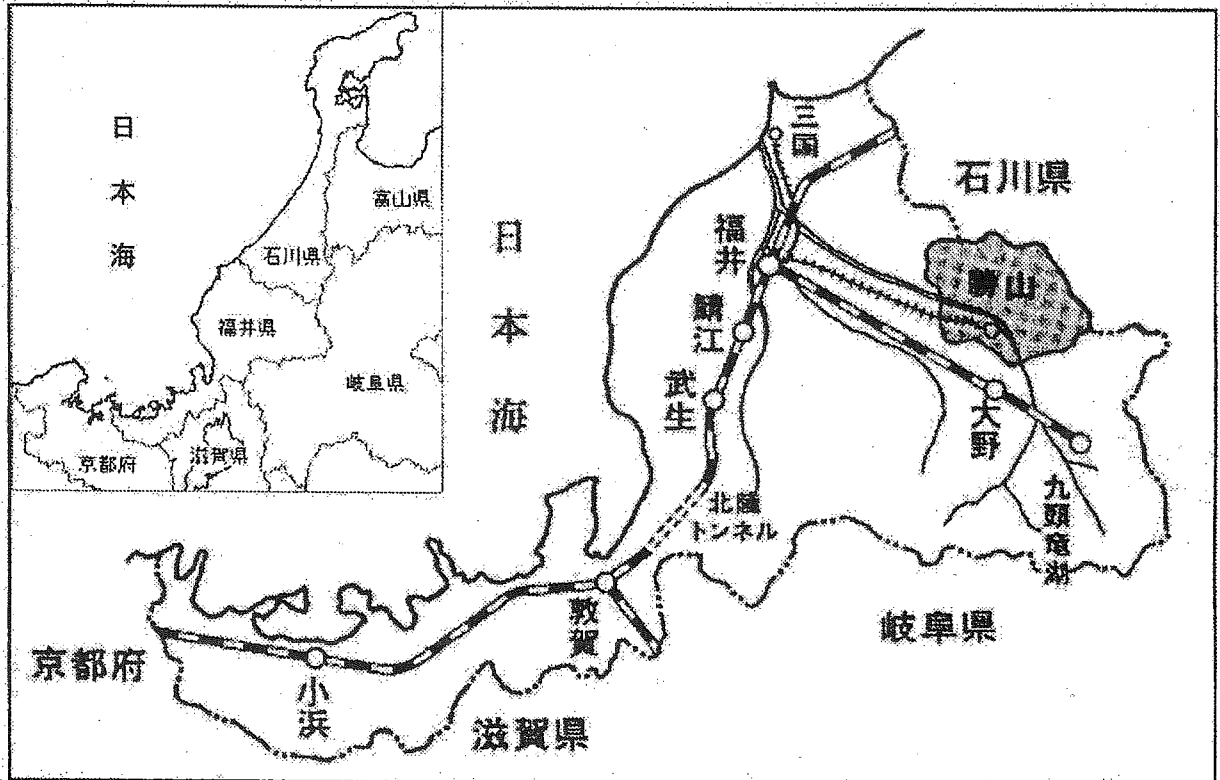 日本海
富山県
石川県
福井県
岐阜県
京都府
滋賀県
日本海
三国
石川県
福井
勝山
鯖江
武生
大野
九頭竜湖
北陸
トンネル
敦賀
岐阜県
京都府
小浜
滋賀県